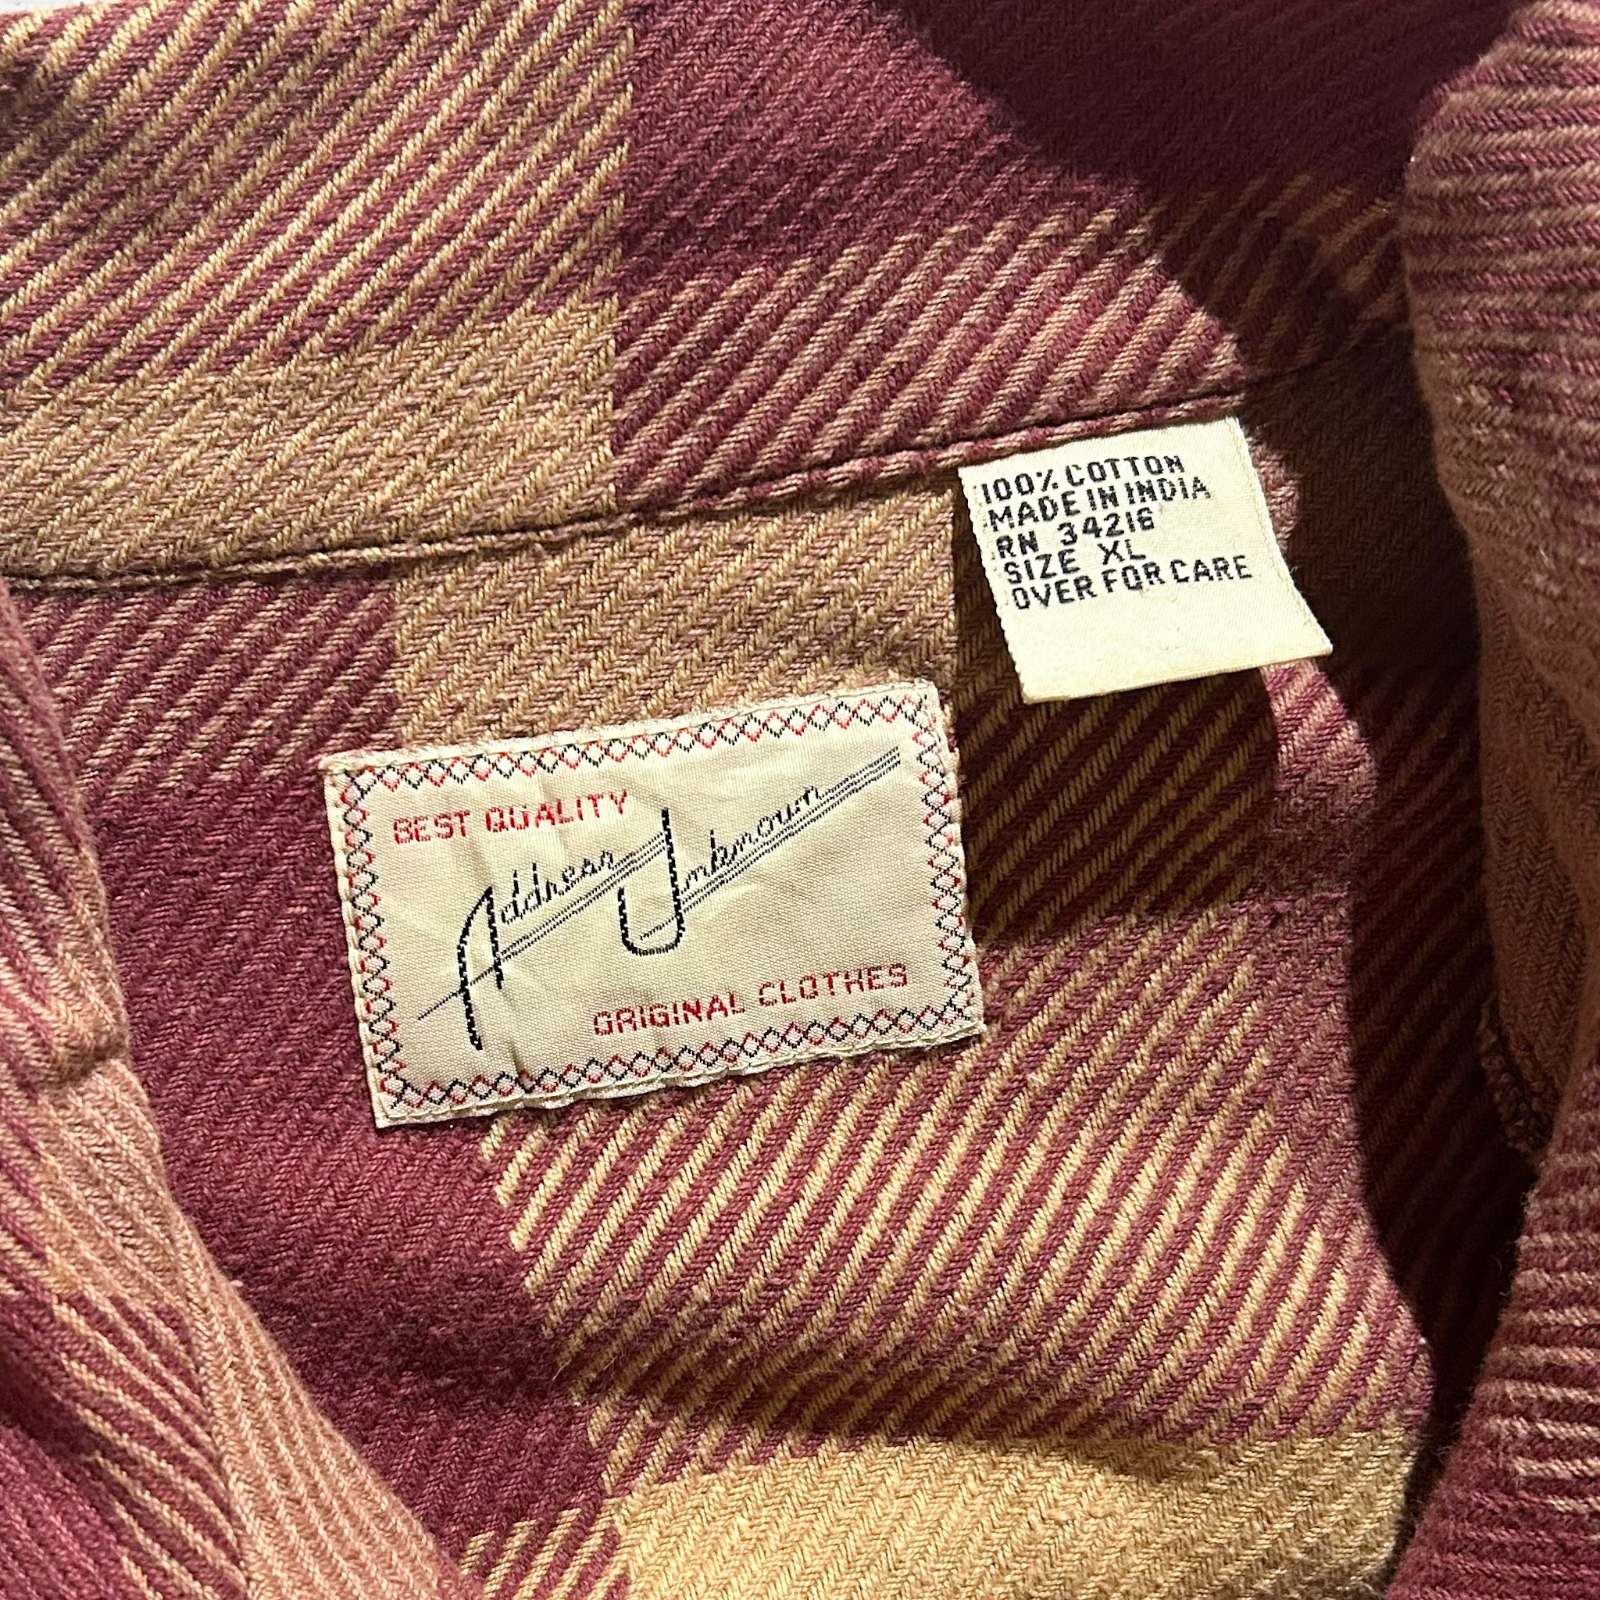 100% COTTON
MADE IN INDIA
RN 34216
SIZE XL
OVER FOR CARE
BEST QUALITY
Address Unknown
ORIGINAL CLOTHES